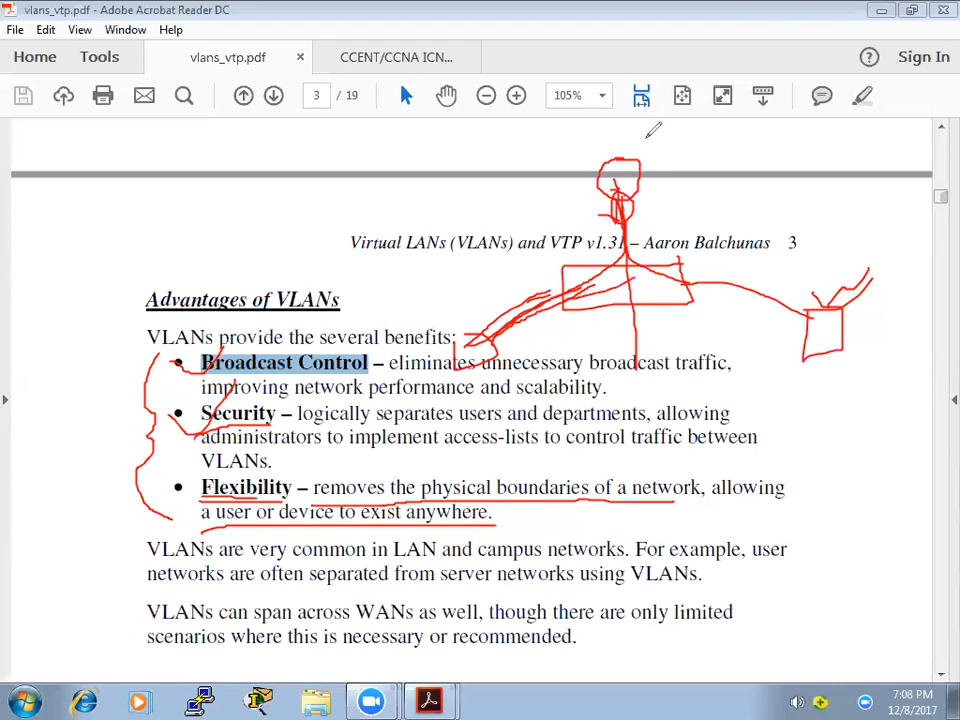 vlans_vtp.pdf - Adobe Acrobat Reader DC
File Edit View Window Help
Home Tools vlans_vtp.pdf × CCENT/CCNA ICN... Sign In
3 / 19 105%
Virtual LANs (VLANs) and VTP v1.31 – Aaron Balchunas 3
Advantages of VLANs
VLANs provide the several benefits:
• Broadcast Control – eliminates unnecessary broadcast traffic,
improving network performance and scalability.
• Security – logically separates users and departments, allowing
administrators to implement access-lists to control traffic between
VLANs.
• Flexibility – removes the physical boundaries of a network, allowing
a user or device to exist anywhere.
VLANs are very common in LAN and campus networks. For example, user
networks are often separated from server networks using VLANs.
VLANs can span across WANs as well, though there are only limited
scenarios where this is necessary or recommended.
7:08 PM
12/8/2017